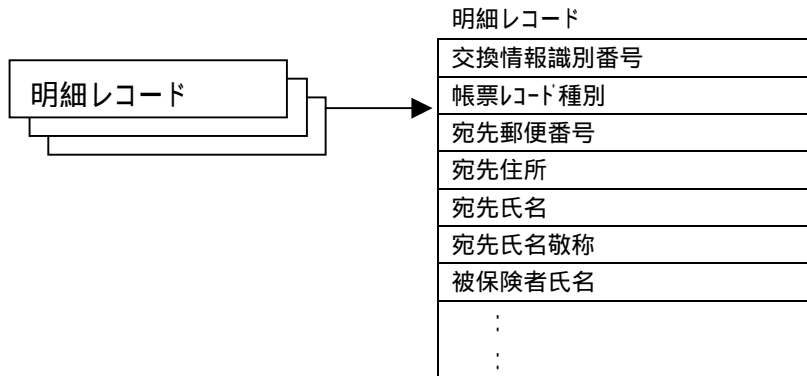 明細レコード
明細レコード
交換情報識別番号
帳票ﾚｺｰﾄﾞ種別
宛先郵便番号
宛先住所
宛先氏名
宛先氏名敬称
被保険者氏名
:
: